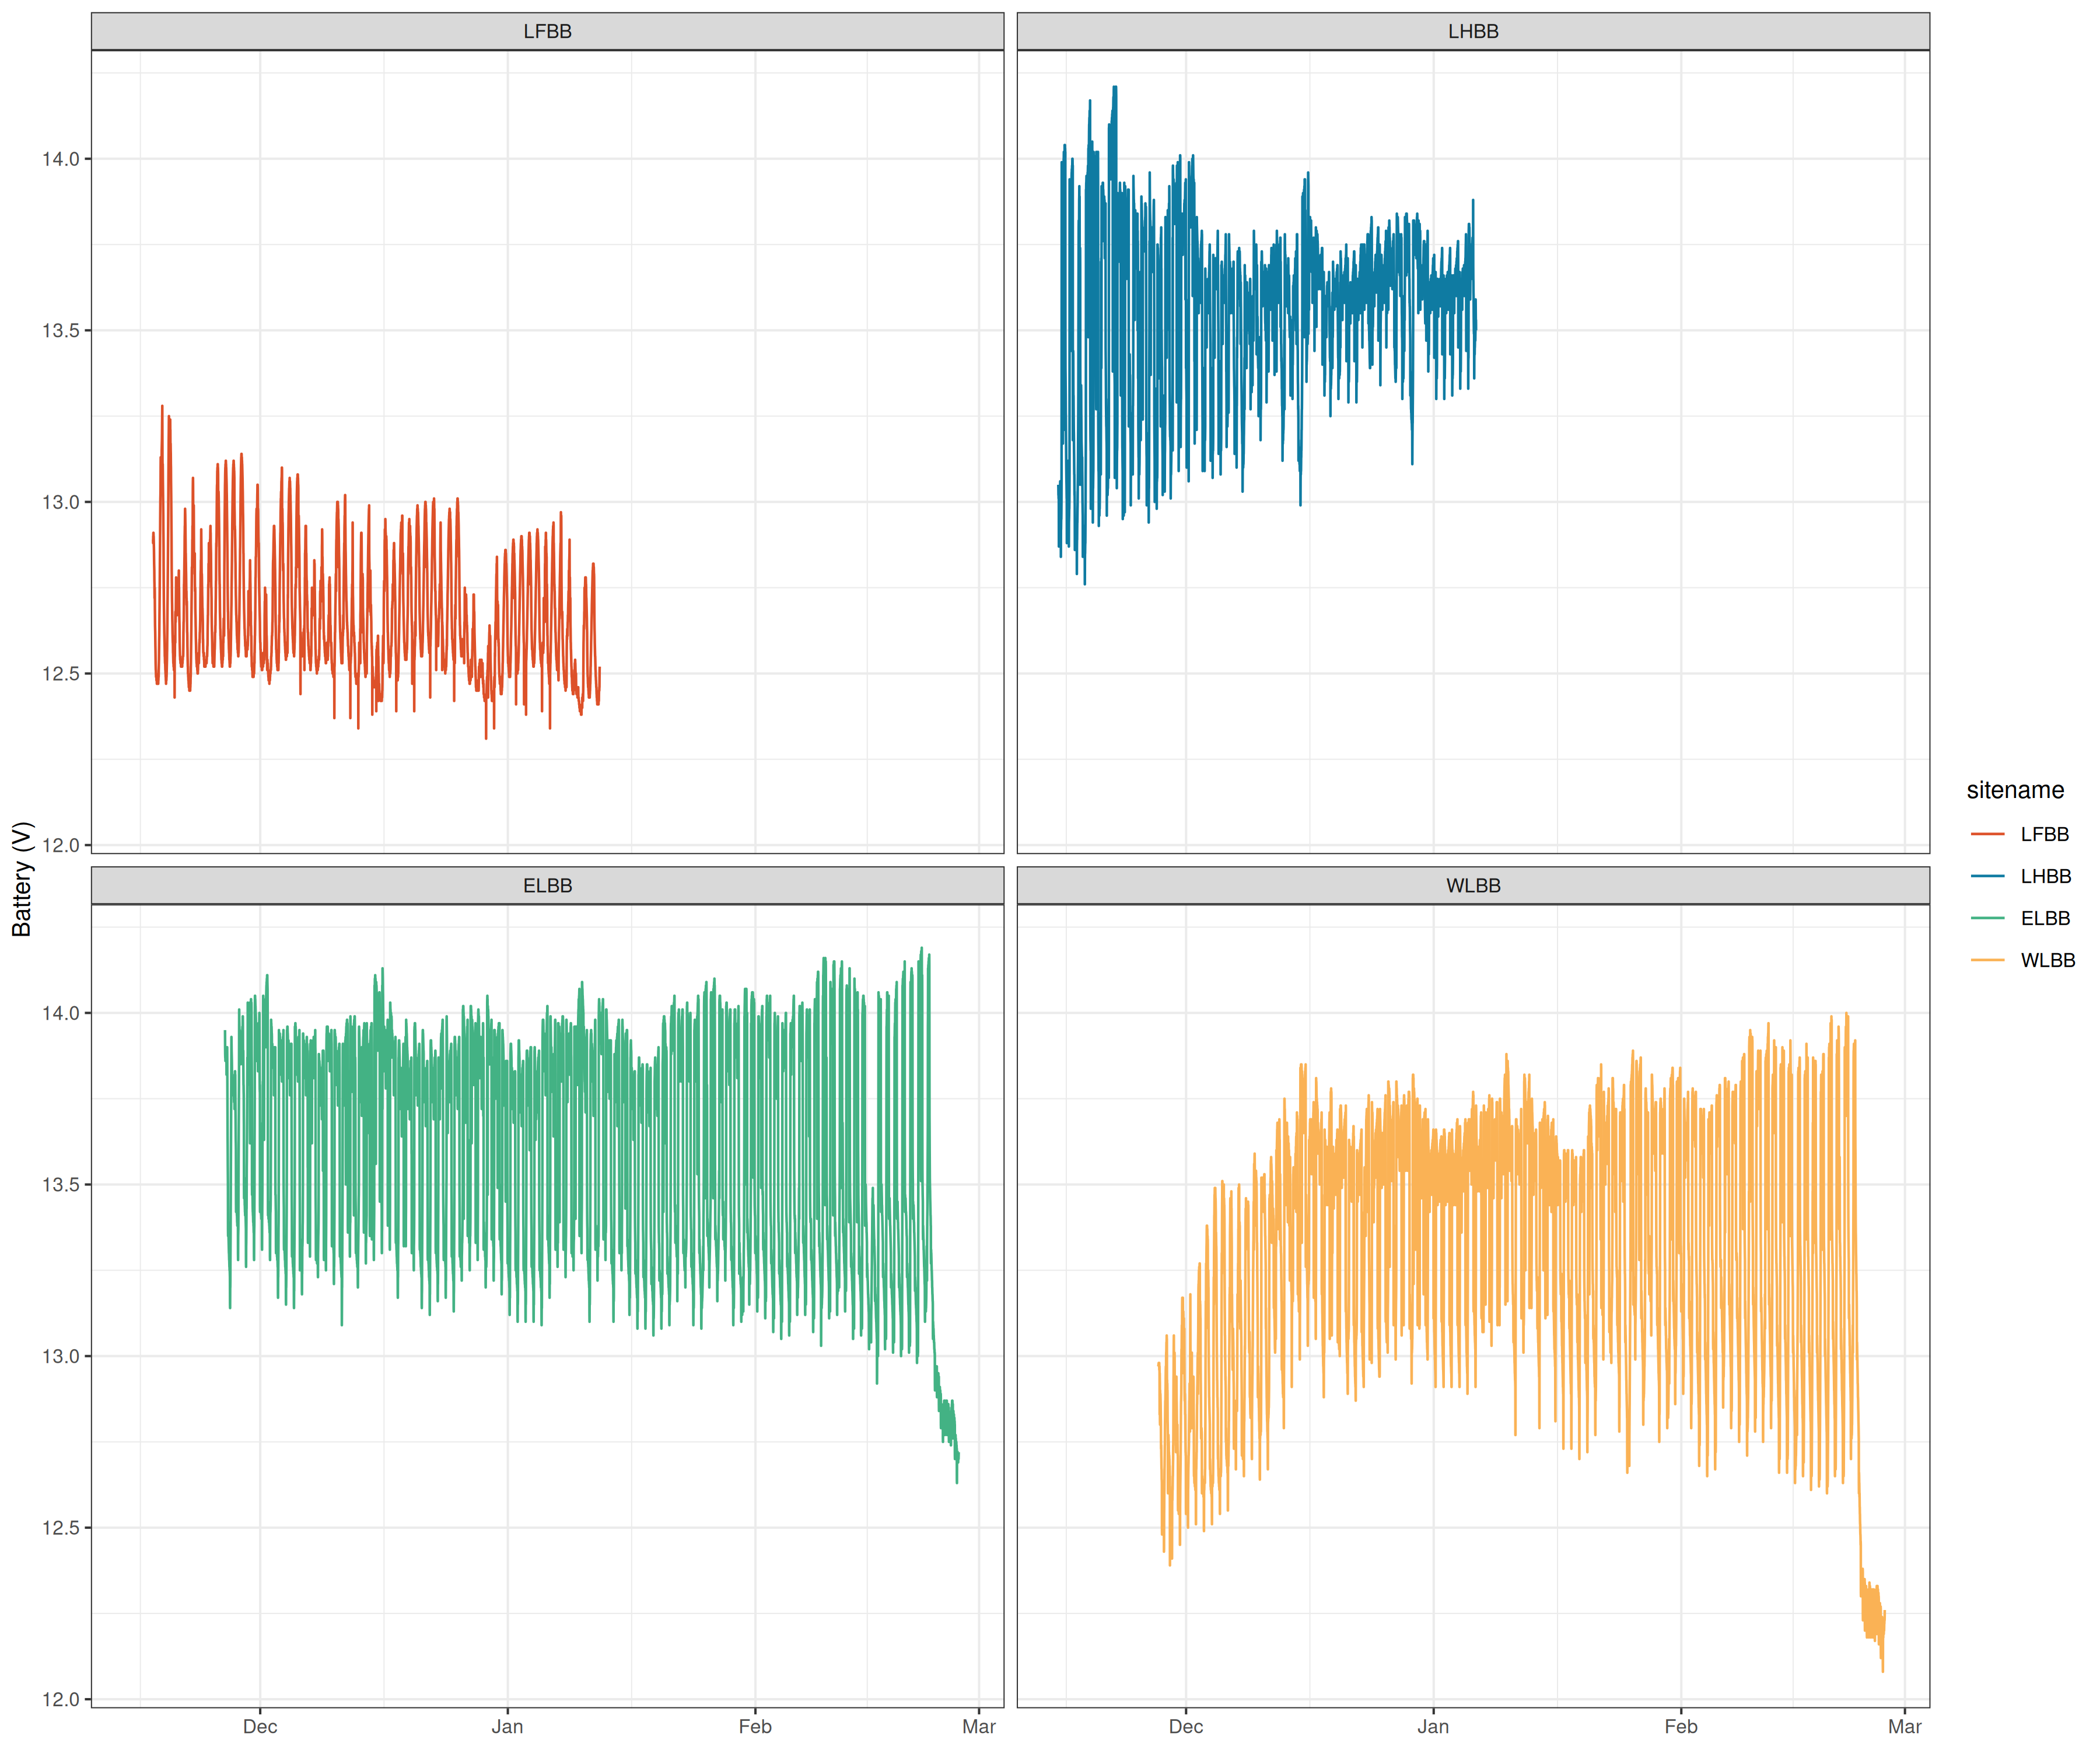 LFBB
LHBB
14.0
13.5
13.0
12.5
12.0
Battery (V)
ELBB
WLBB
14.0
13.5
13.0
12.5
12.0
Dec
Jan
Feb
Mar
Dec
Jan
Feb
Mar
sitename
LFBB
LHBB
ELBB
WLBB